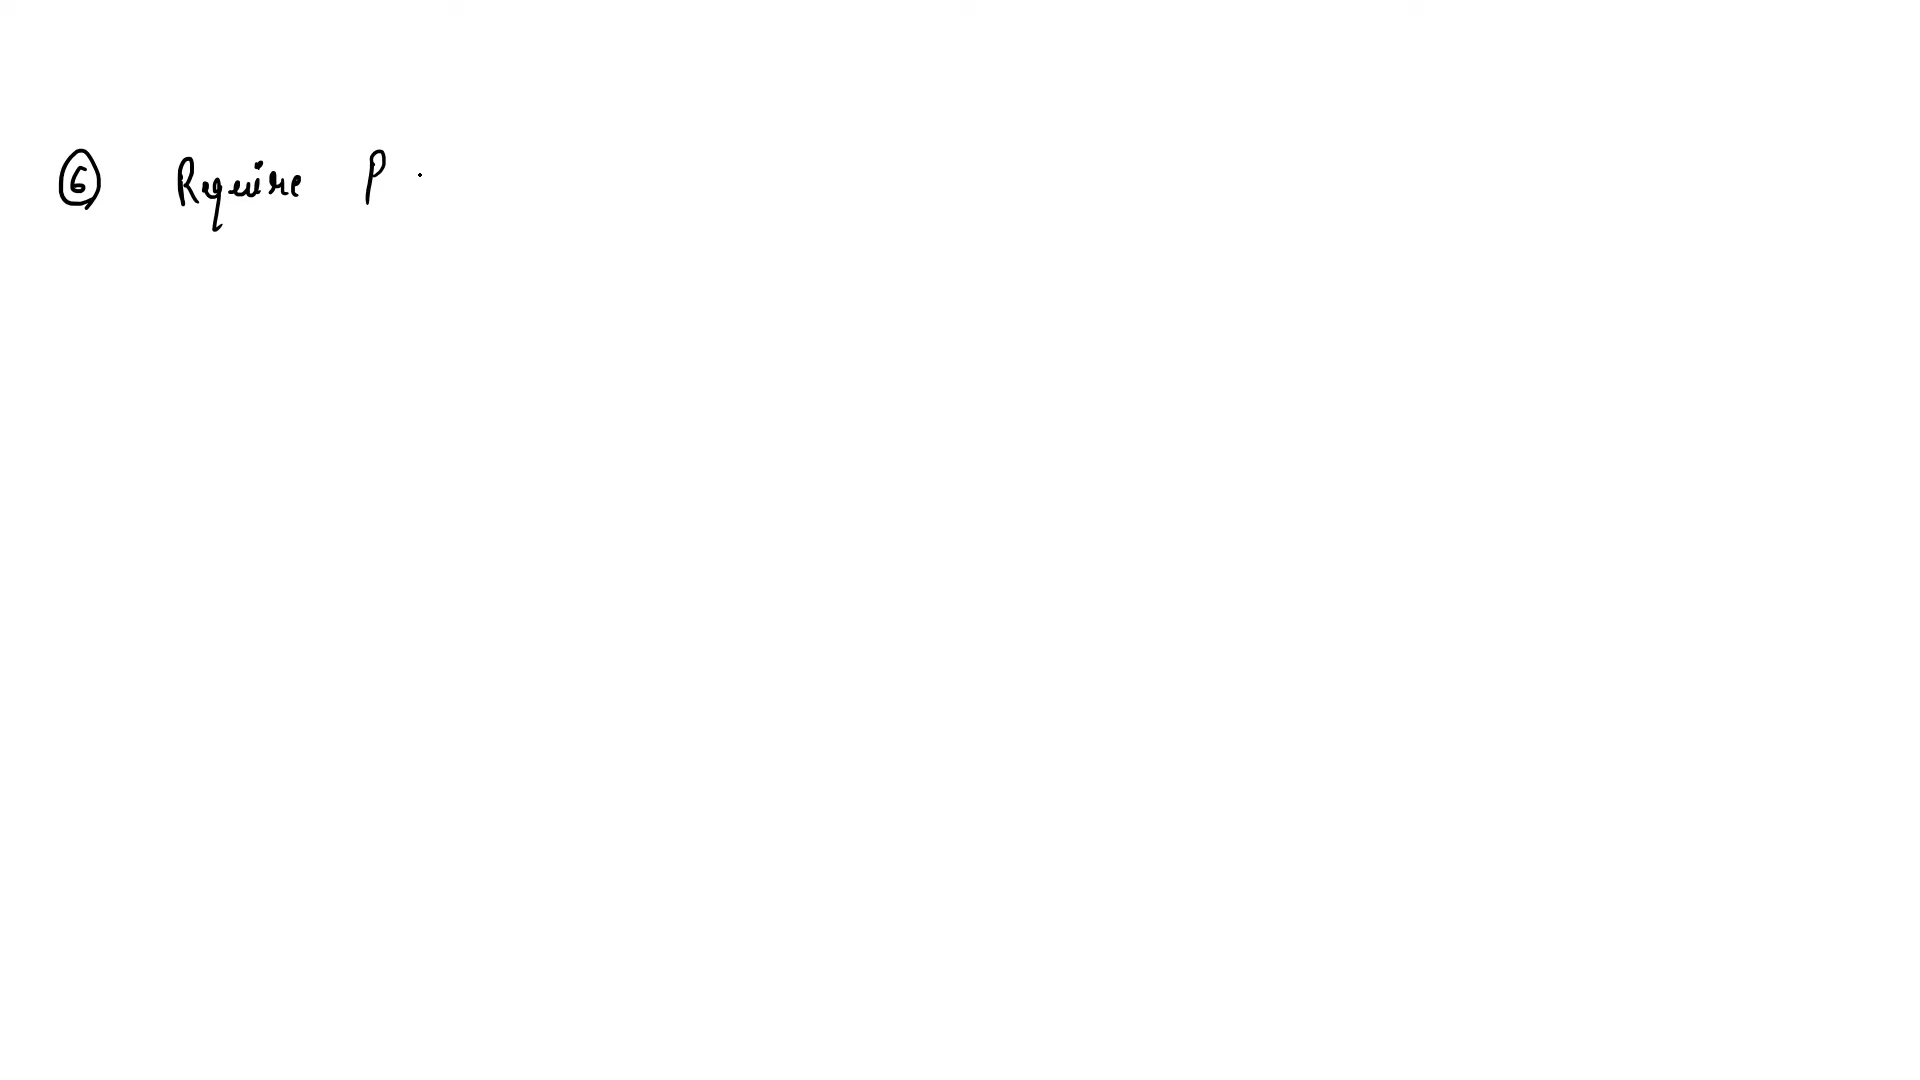 ⑥ Require P .